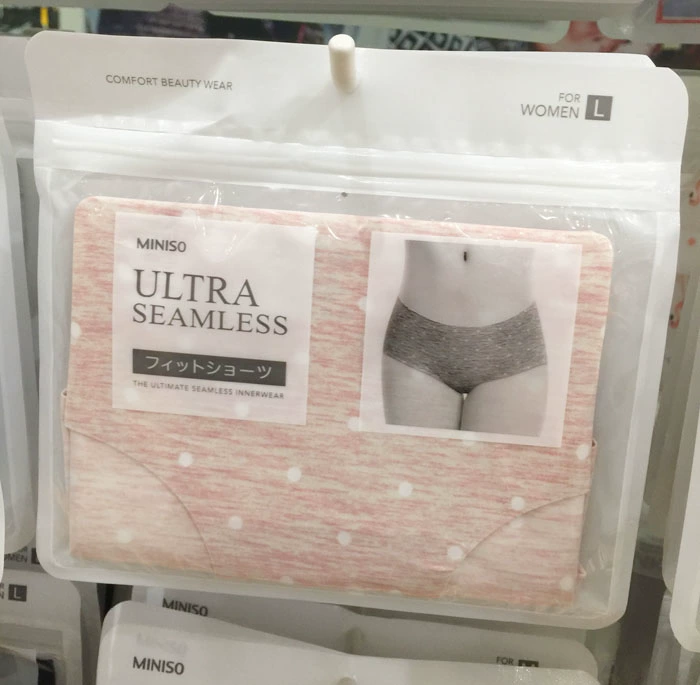 COMFORT BEAUTY WEAR
FOR
WOMEN L
MINISO
ULTRA
SEAMLESS
フィットショーツ
THE ULTIMATE SEAMLESS INNERWEAR
L
MINISO
MINISO
FOR